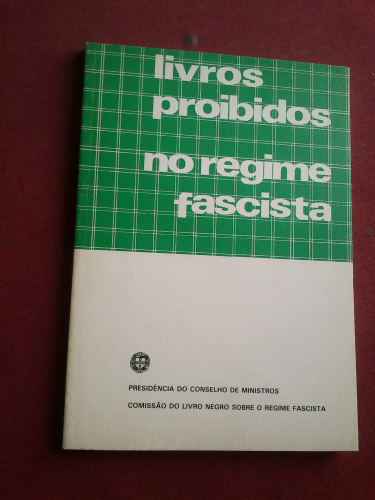 livros
proibidos
no regime
fascista
PRESIDÊNCIA DO CONSELHO DE MINISTROS
COMISSÃO DO LIVRO NEGRO SOBRE O REGIME FASCISTA